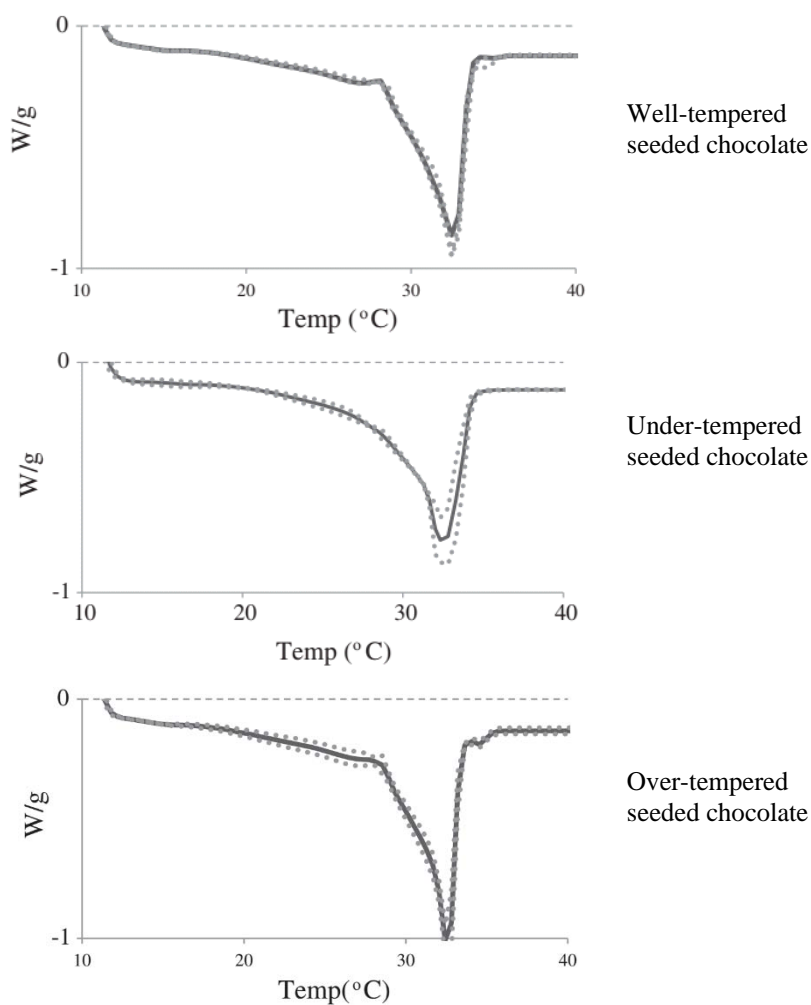 0
W/g
-1
10 20 30 40
Temp (°C)
Well-tempered
seeded chocolate
0
W/g
-1
10 20 30 40
Temp (°C)
Under-tempered
seeded chocolate
0
W/g
-1
10 20 30 40
Temp(°C)
Over-tempered
seeded chocolate